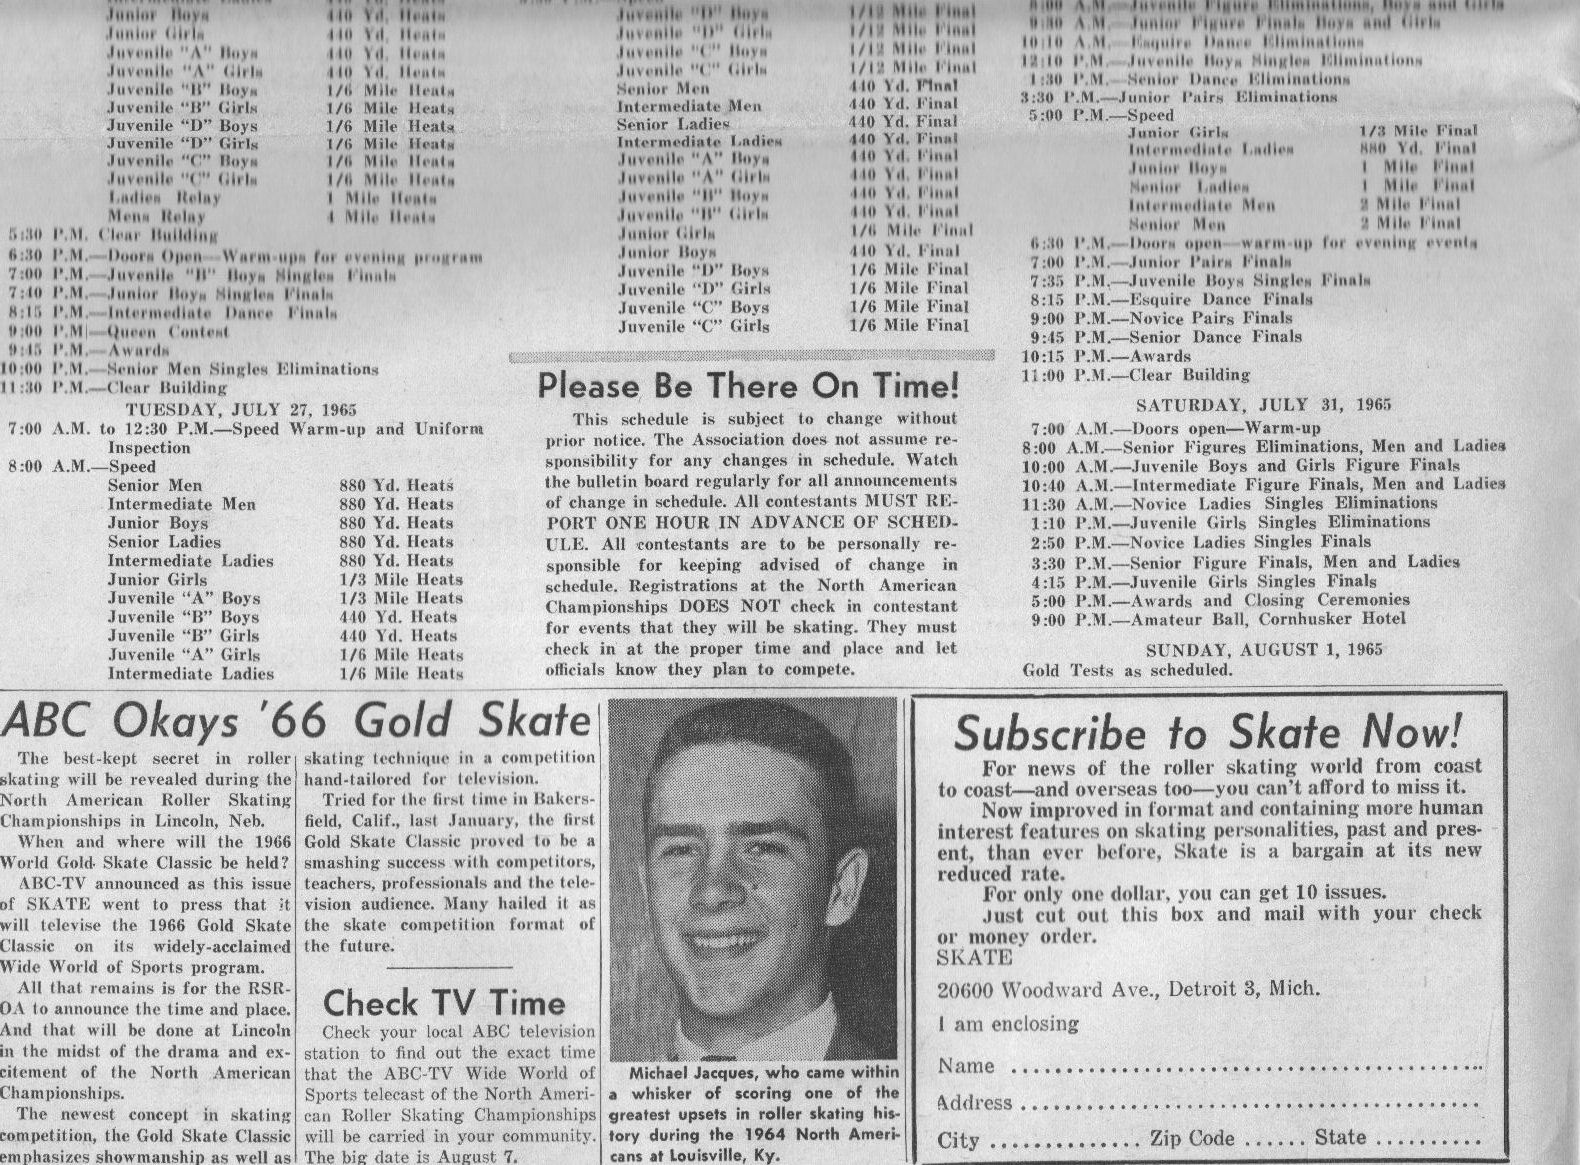 Junior Boys 440 Yd. Heats
Junior Girls 440 Yd. Heats
Juvenile "A" Boys 440 Yd. Heats
Juvenile "A" Girls 440 Yd. Heats
Juvenile "B" Boys 1/6 Mile Heats
Juvenile "B" Girls 1/6 Mile Heats
Juvenile "D" Boys 1/6 Mile Heats
Juvenile "D" Girls 1/6 Mile Heats
Juvenile "C" Boys 1/6 Mile Heats
Juvenile "C" Girls 1/6 Mile Heats
Ladies Relay 1 Mile Heats
Mens Relay 4 Mile Heats
5:30 P.M. Clear Building
6:30 P.M.—Doors Open—Warm-ups for evening program
7:00 P.M.—Juvenile "B" Boys Singles Finals
7:40 P.M.—Junior Boys Singles Finals
8:15 P.M.—Intermediate Dance Finals
9:00 P.M—Queen Contest
9:45 P.M.—Awards
10:00 P.M.—Senior Men Singles Eliminations
11:30 P.M.—Clear Building
TUESDAY, JULY 27, 1965
7:00 A.M. to 12:30 P.M.—Speed Warm-up and Uniform
Inspection
8:00 A.M.—Speed
Senior Men 880 Yd. Heats
Intermediate Men 880 Yd. Heats
Junior Boys 880 Yd. Heats
Senior Ladies 880 Yd. Heats
Intermediate Ladies 880 Yd. Heats
Junior Girls 1/3 Mile Heats
Juvenile "A" Boys 1/3 Mile Heats
Juvenile "B" Boys 440 Yd. Heats
Juvenile "B" Girls 440 Yd. Heats
Juvenile "A" Girls 1/6 Mile Heats
Intermediate Ladies 1/6 Mile Heats
Juvenile "D" Boys 1/12 Mile Final
Juvenile "D" Girls 1/12 Mile Final
Juvenile "C" Boys 1/12 Mile Final
Juvenile "C" Girls 1/12 Mile Final
Senior Men 440 Yd. Final
Intermediate Men 440 Yd. Final
Senior Ladies 440 Yd. Final
Intermediate Ladies 440 Yd. Final
Juvenile "A" Boys 440 Yd. Final
Juvenile "A" Girls 440 Yd. Final
Juvenile "B" Boys 440 Yd. Final
Juvenile "B" Girls 440 Yd. Final
Junior Girls 1/6 Mile Final
Junior Boys 440 Yd. Final
Juvenile "D" Boys 1/6 Mile Final
Juvenile "D" Girls 1/6 Mile Final
Juvenile "C" Boys 1/6 Mile Final
Juvenile "C" Girls 1/6 Mile Final
Please Be There On Time!
This schedule is subject to change without
prior notice. The Association does not assume re-
sponsibility for any changes in schedule. Watch
the bulletin board regularly for all announcements
of change in schedule. All contestants MUST RE-
PORT ONE HOUR IN ADVANCE OF SCHED-
ULE. All contestants are to be personally re-
sponsible for keeping advised of change in
schedule. Registrations at the North American
Championships DOES NOT check in contestant
for events that they will be skating. They must
check in at the proper time and place and let
officials know they plan to compete.
8:00 A.M.—Juvenile Figure Eliminations, Boys and Girls
9:30 A.M.—Junior Figure Finals Boys and Girls
10:10 A.M.—Esquire Dance Eliminations
12:10 P.M.—Juvenile Boys Singles Eliminations
1:30 P.M.—Senior Dance Eliminations
3:30 P.M.—Junior Pairs Eliminations
5:00 P.M.—Speed
Junior Girls 1/3 Mile Final
Intermediate Ladies 880 Yd. Final
Junior Boys 1 Mile Final
Senior Ladies 1 Mile Final
Intermediate Men 2 Mile Final
Senior Men 2 Mile Final
6:30 P.M.—Doors open—warm-up for evening events
7:00 P.M.—Junior Pairs Finals
7:35 P.M.—Juvenile Boys Singles Finals
8:15 P.M.—Esquire Dance Finals
9:00 P.M.—Novice Pairs Finals
9:45 P.M.—Senior Dance Finals
10:15 P.M.—Awards
11:00 P.M.—Clear Building
SATURDAY, JULY 31, 1965
7:00 A.M.—Doors open—Warm-up
8:00 A.M.—Senior Figures Eliminations, Men and Ladies
10:00 A.M.—Juvenile Boys and Girls Figure Finals
10:40 A.M.—Intermediate Figure Finals, Men and Ladies
11:30 A.M.—Novice Ladies Singles Eliminations
1:10 P.M.—Juvenile Girls Singles Eliminations
2:50 P.M.—Novice Ladies Singles Finals
3:30 P.M.—Senior Figure Finals, Men and Ladies
4:15 P.M.—Juvenile Girls Singles Finals
5:00 P.M.—Awards and Closing Ceremonies
9:00 P.M.—Amateur Ball, Cornhusker Hotel
SUNDAY, AUGUST 1, 1965
Gold Tests as scheduled.
ABC Okays '66 Gold Skate
The best-kept secret in roller
skating will be revealed during the
North American Roller Skating
Championships in Lincoln, Neb.
When and where will the 1966
World Gold Skate Classic be held?
ABC-TV announced as this issue
of SKATE went to press that it
will televise the 1966 Gold Skate
Classic on its widely-acclaimed
Wide World of Sports program.
All that remains is for the RSR-
OA to announce the time and place.
And that will be done at Lincoln
in the midst of the drama and ex-
citement of the North American
Championships.
The newest concept in skating
competition, the Gold Skate Classic
emphasizes showmanship as well as
skating technique in a competition
hand-tailored for television.
Tried for the first time in Bakers-
field, Calif., last January, the first
Gold Skate Classic proved to be a
smashing success with competitors,
teachers, professionals and the tele-
vision audience. Many hailed it as
the skate competition format of
the future.
Check TV Time
Check your local ABC television
station to find out the exact time
that the ABC-TV Wide World of
Sports telecast of the North Ameri-
can Roller Skating Championships
will be carried in your community.
The big date is August 7.
Michael Jacques, who came within
a whisker of scoring one of the
greatest upsets in roller skating his-
tory during the 1964 North Ameri-
cans at Louisville, Ky.
Subscribe to Skate Now!
For news of the roller skating world from coast
to coast—and overseas too—you can't afford to miss it.
Now improved in format and containing more human
interest features on skating personalities, past and pres-
ent, than ever before, Skate is a bargain at its new
reduced rate.
For only one dollar, you can get 10 issues.
Just cut out this box and mail with your check
or money order.
SKATE
20600 Woodward Ave., Detroit 3, Mich.
I am enclosing
Name
Address
City Zip Code State